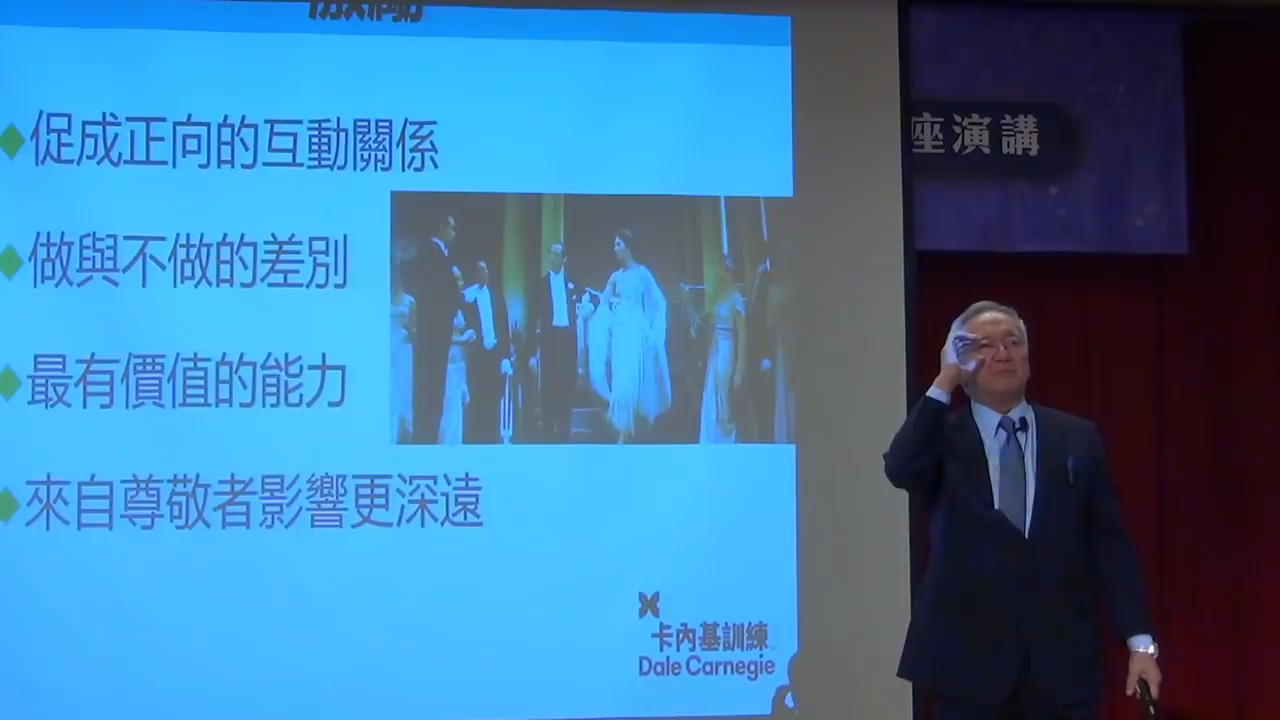 促成正向的互動關係
做與不做的差別
最有價值的能力
來自尊敬者影響更深遠
卡內基訓練
Dale Carnegie
座演講